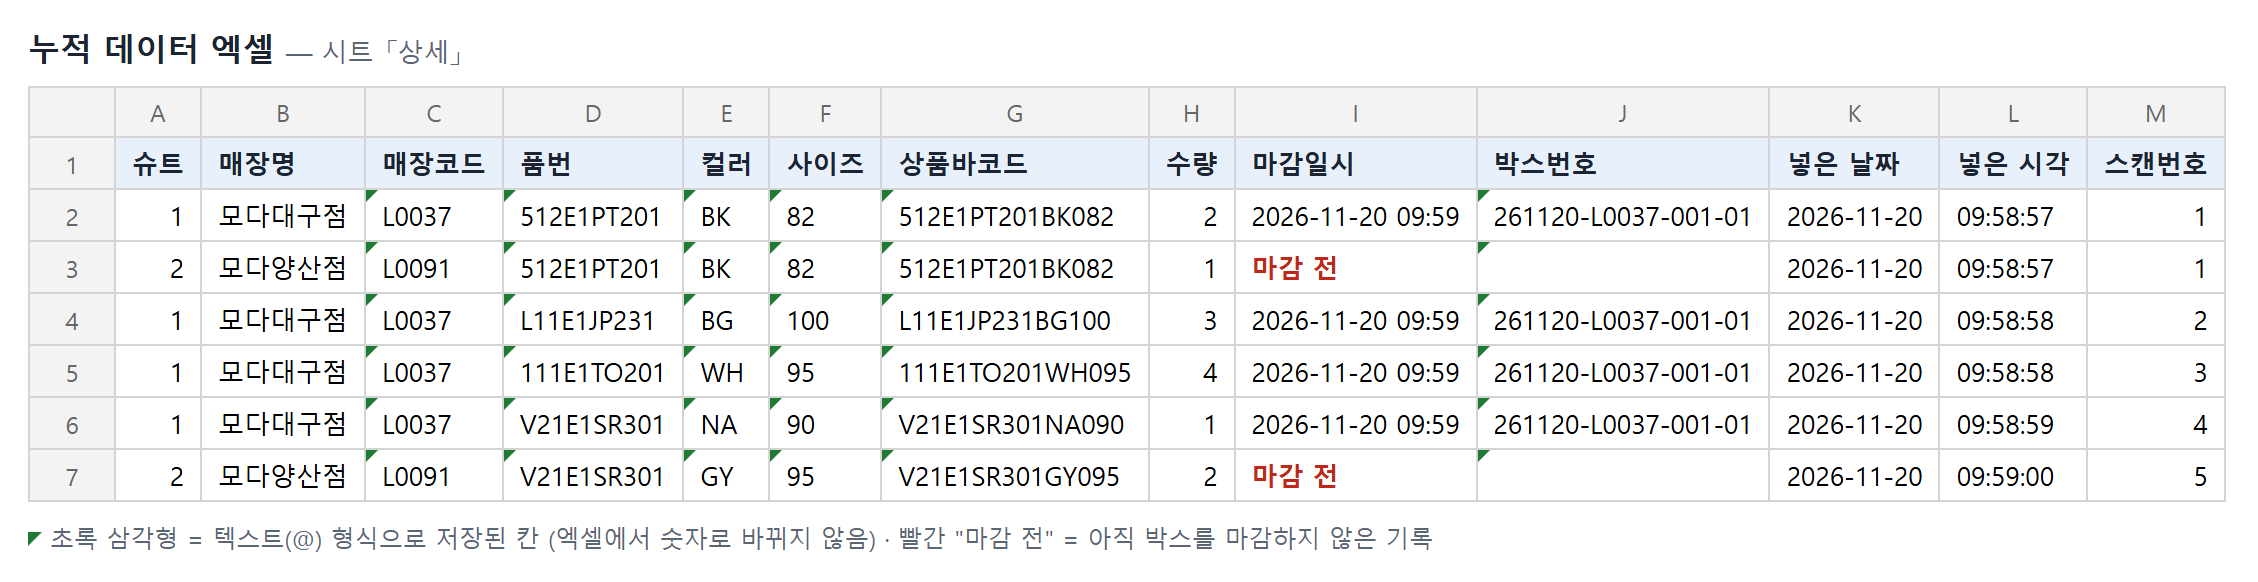 누적 데이터 엑셀 — 시트「상세」
A B C D E F G H I J K L M
1 슈트 매장명 매장코드 품번 컬러 사이즈 상품바코드 수량 마감일시 박스번호 넣은 날짜 넣은 시각 스캔번호
2 1 모다대구점 L0037 512E1PT201 BK 82 512E1PT201BK082 2 2026-11-20 09:59 261120-L0037-001-01 2026-11-20 09:58:57 1
3 2 모다양산점 L0091 512E1PT201 BK 82 512E1PT201BK082 1 마감 전 2026-11-20 09:58:57 1
4 1 모다대구점 L0037 L11E1JP231 BG 100 L11E1JP231BG100 3 2026-11-20 09:59 261120-L0037-001-01 2026-11-20 09:58:58 2
5 1 모다대구점 L0037 111E1TO201 WH 95 111E1TO201WH095 4 2026-11-20 09:59 261120-L0037-001-01 2026-11-20 09:58:58 3
6 1 모다대구점 L0037 V21E1SR301 NA 90 V21E1SR301NA090 1 2026-11-20 09:59 261120-L0037-001-01 2026-11-20 09:58:59 4
7 2 모다양산점 L0091 V21E1SR301 GY 95 V21E1SR301GY095 2 마감 전 2026-11-20 09:59:00 5
초록 삼각형 = 텍스트(@) 형식으로 저장된 칸 (엑셀에서 숫자로 바뀌지 않음) · 빨간 "마감 전" = 아직 박스를 마감하지 않은 기록